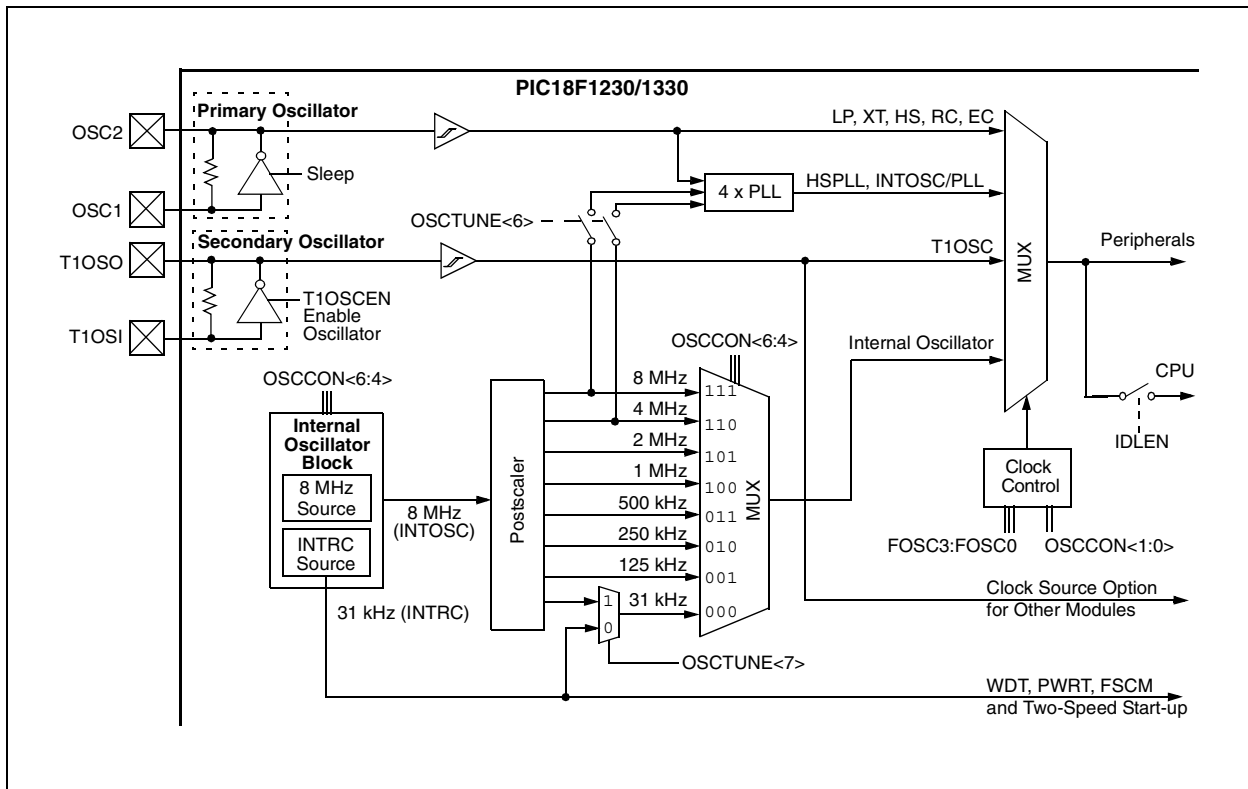 PIC18F1230/1330
Primary Oscillator
OSC2
LP, XT, HS, RC, EC
Sleep
4 x PLL
HSPLL, INTOSC/PLL
OSC1
OSCTUNE<6>
Secondary Oscillator
T1OSO
T1OSC
MUX
Peripherals
T1OSCEN
Enable
Oscillator
T1OSI
OSCCON<6:4>
Internal Oscillator
OSCCON<6:4>
CPU
IDLEN
Internal
Oscillator
Block
8 MHz
Source
INTRC
Source
8 MHz
(INTOSC)
31 kHz (INTRC)
Postscaler
8 MHz
111
4 MHz
110
2 MHz
101
1 MHz
100
500 kHz
011
250 kHz
010
125 kHz
001
1
0
31 kHz
000
MUX
OSCTUNE<7>
Clock
Control
FOSC3:FOSC0
OSCCON<1:0>
Clock Source Option
for Other Modules
WDT, PWRT, FSCM
and Two-Speed Start-up